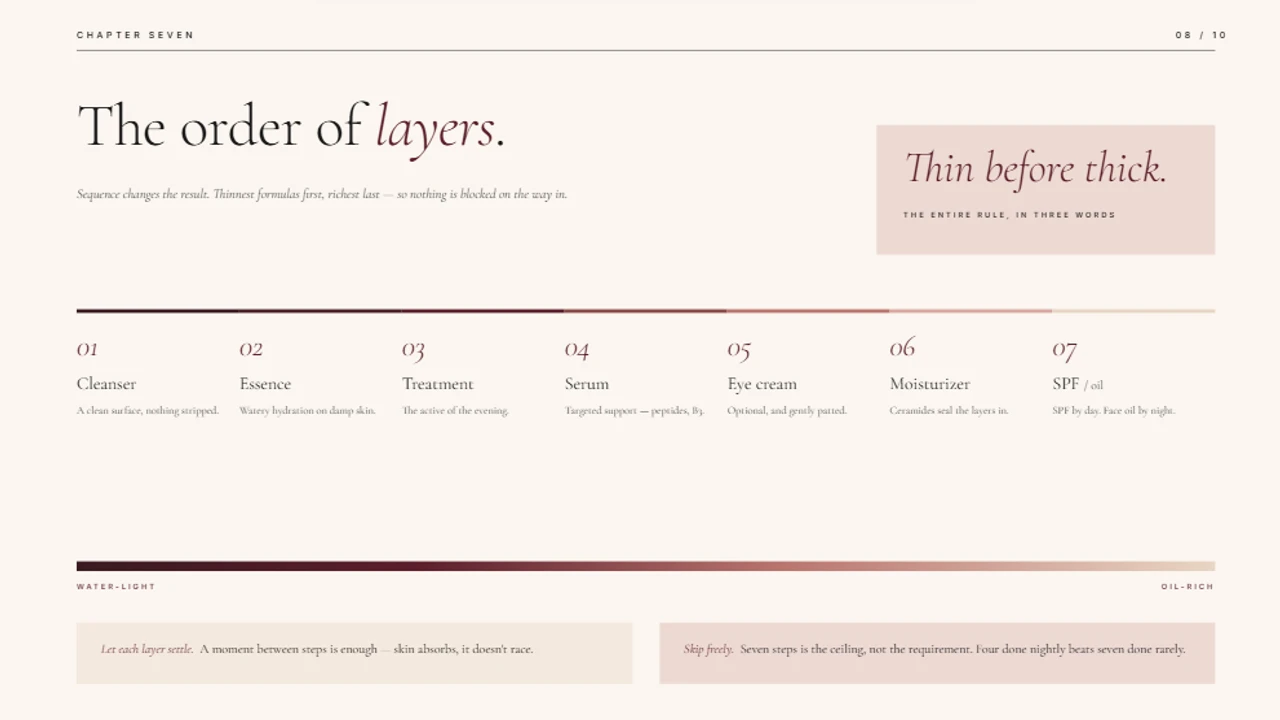 CHAPTER SEVEN
08 / 10
The order of layers.
Sequence changes the result. Thinnest formulas first, richest last — so nothing is blocked on the way in.
Thin before thick.
THE ENTIRE RULE, IN THREE WORDS
01
Cleanser
A clean surface, nothing stripped.
02
Essence
Watery hydration on damp skin.
03
Treatment
The active of the evening.
04
Serum
Targeted support — peptides, B3.
05
Eye cream
Optional, and gently patted.
06
Moisturizer
Ceramides seal the layers in.
07
SPF / oil
SPF by day. Face oil by night.
WATER-LIGHT
OIL-RICH
Let each layer settle. A moment between steps is enough — skin absorbs, it doesn't race.
Skip freely. Seven steps is the ceiling, not the requirement. Four done nightly beats seven done rarely.